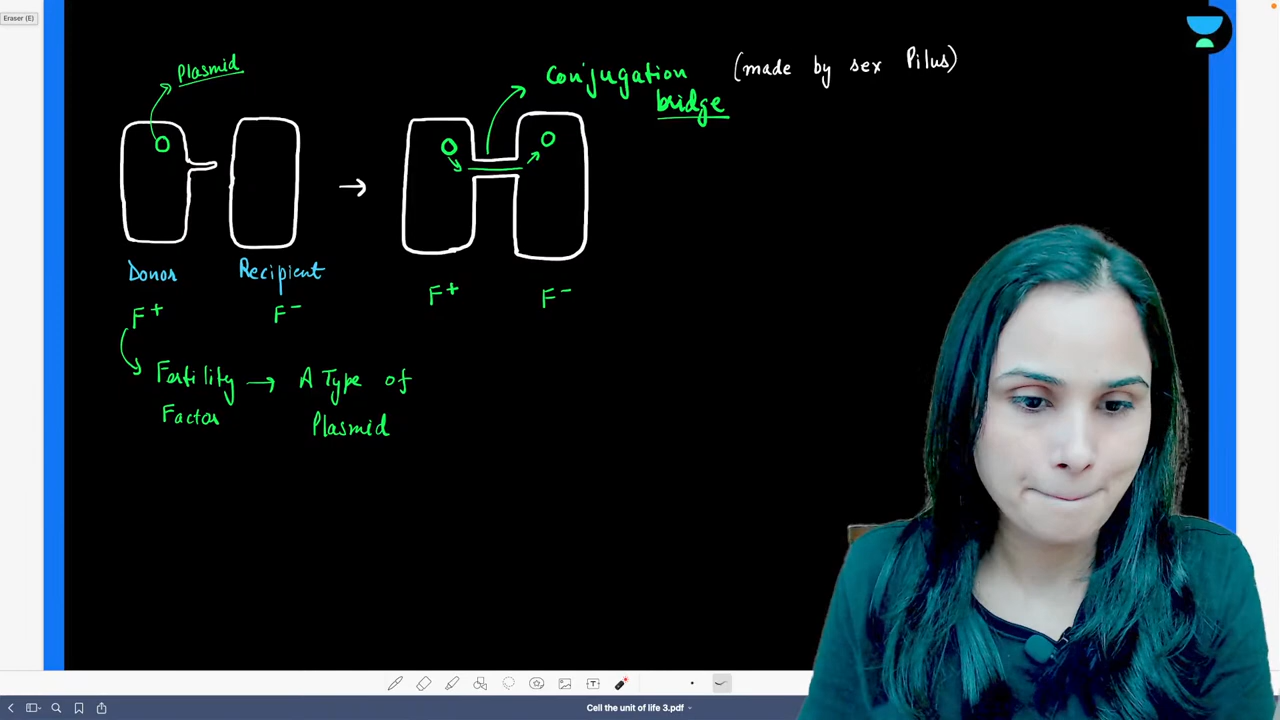 Eraser (E)
Plasmid
Conjugation
bridge
(made by sex Pilus)
Donor
Recipient
F+
F-
F+
F-
Fertility → A Type of
Factor
Plasmid
Cell the unit of life 3.pdf